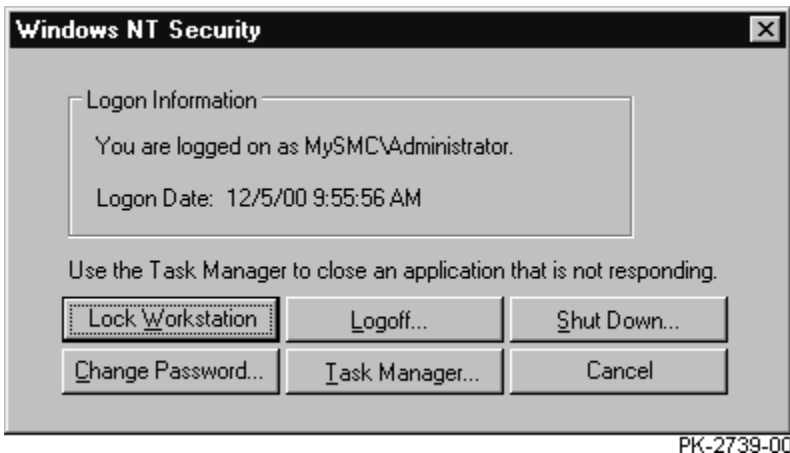 Windows NT Security
Logon Information
You are logged on as MySMC\Administrator.
Logon Date: 12/5/00 9:55:56 AM
Use the Task Manager to close an application that is not responding.
Lock Workstation
Logoff...
Shut Down...
Change Password...
Task Manager...
Cancel
PK-2739-00